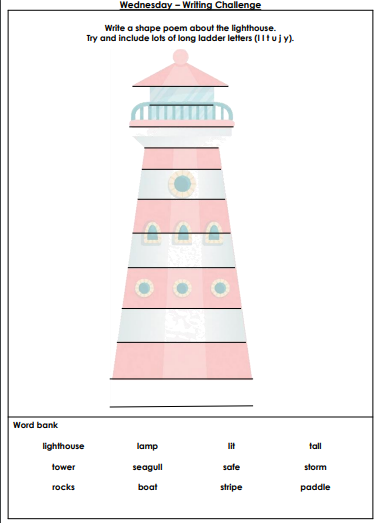 Wednesday – Writing Challenge
Write a shape poem about the lighthouse.
Try and include lots of long ladder letters (l I t u j y).
Word bank
lighthouse lamp lit tall
tower seagull safe storm
rocks boat stripe paddle